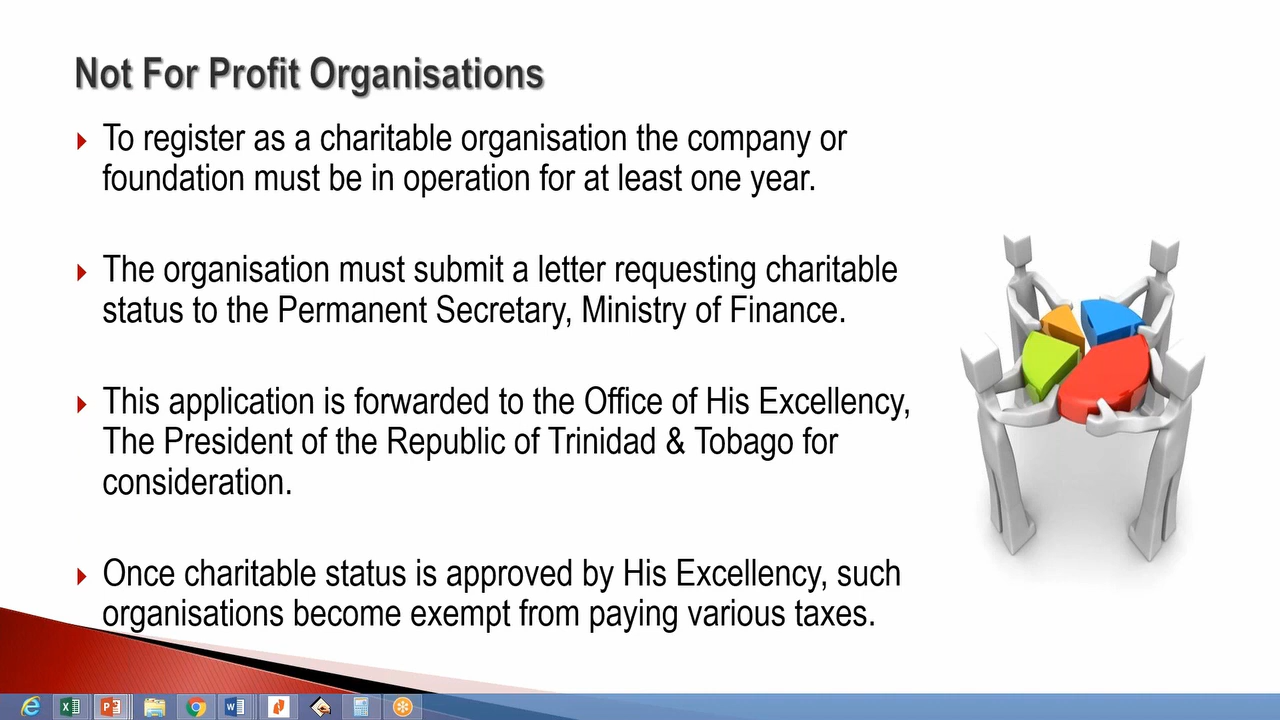 Not For Profit Organisations
To register as a charitable organisation the company or
foundation must be in operation for at least one year.
The organisation must submit a letter requesting charitable
status to the Permanent Secretary, Ministry of Finance.
This application is forwarded to the Office of His Excellency,
The President of the Republic of Trinidad & Tobago for
consideration.
Once charitable status is approved by His Excellency, such
organisations become exempt from paying various taxes.